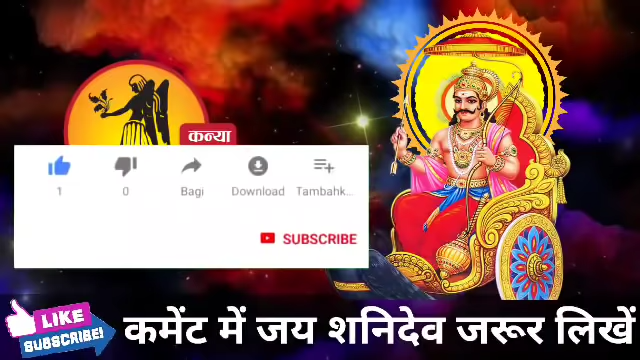 कन्या
1 0 Bagi Download Tambahk...
SUBSCRIBE
LIKE
SUBSCRIBE!
कमेंट में जय शनिदेव जरूर लिखें